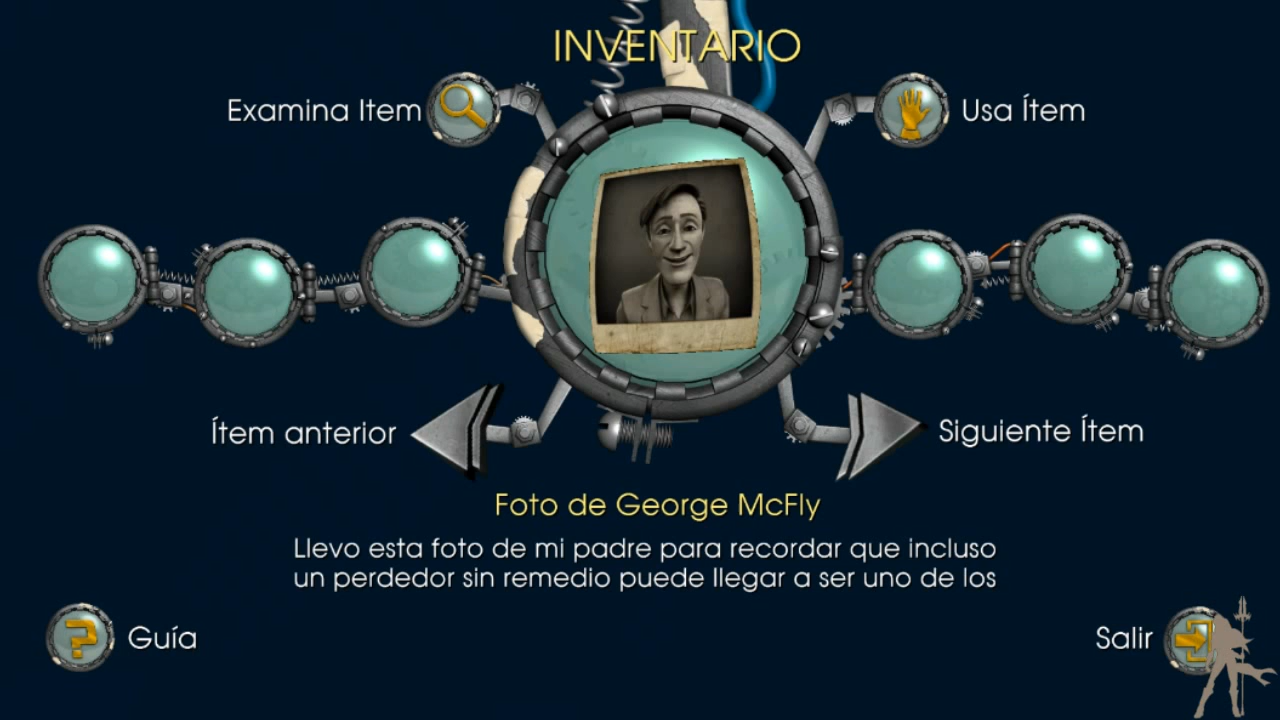 INVENTARIO
Examina Item
Usa Ítem
Ítem anterior
Siguiente Ítem
Foto de George McFly
Llevo esta foto de mi padre para recordar que incluso
un perdedor sin remedio puede llegar a ser uno de los
Guía
Salir